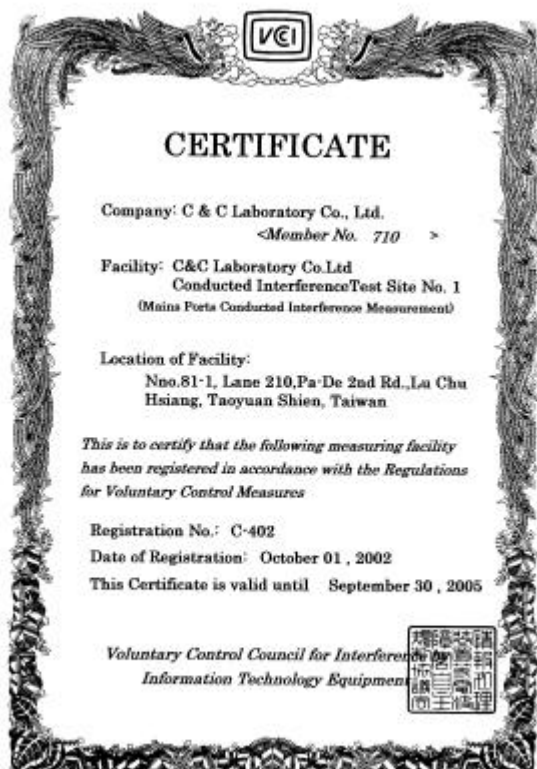 VCCI
CERTIFICATE
Company: C & C Laboratory Co., Ltd.
<Member No. 710 >
Facility: C&C Laboratory Co.Ltd
Conducted InterferenceTest Site No. 1
(Mains Ports Conducted Interference Measurement)
Location of Facility:
Nno.81-1, Lane 210,Pa-De 2nd Rd.,Lu Chu
Hsiang, Taoyuan Shien, Taiwan
This is to certify that the following measuring facility
has been registered in accordance with the Regulations
for Voluntary Control Measures
Registration No.: C-402
Date of Registration: October 01 , 2002
This Certificate is valid until September 30 , 2005
Voluntary Control Council for Interference by
Information Technology Equipment